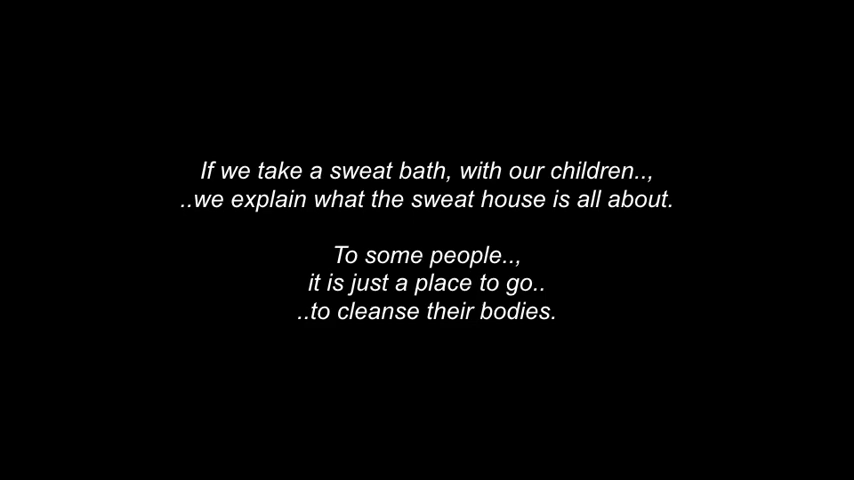 If we take a sweat bath, with our children..,
..we explain what the sweat house is all about.
To some people..,
it is just a place to go..
..to cleanse their bodies.